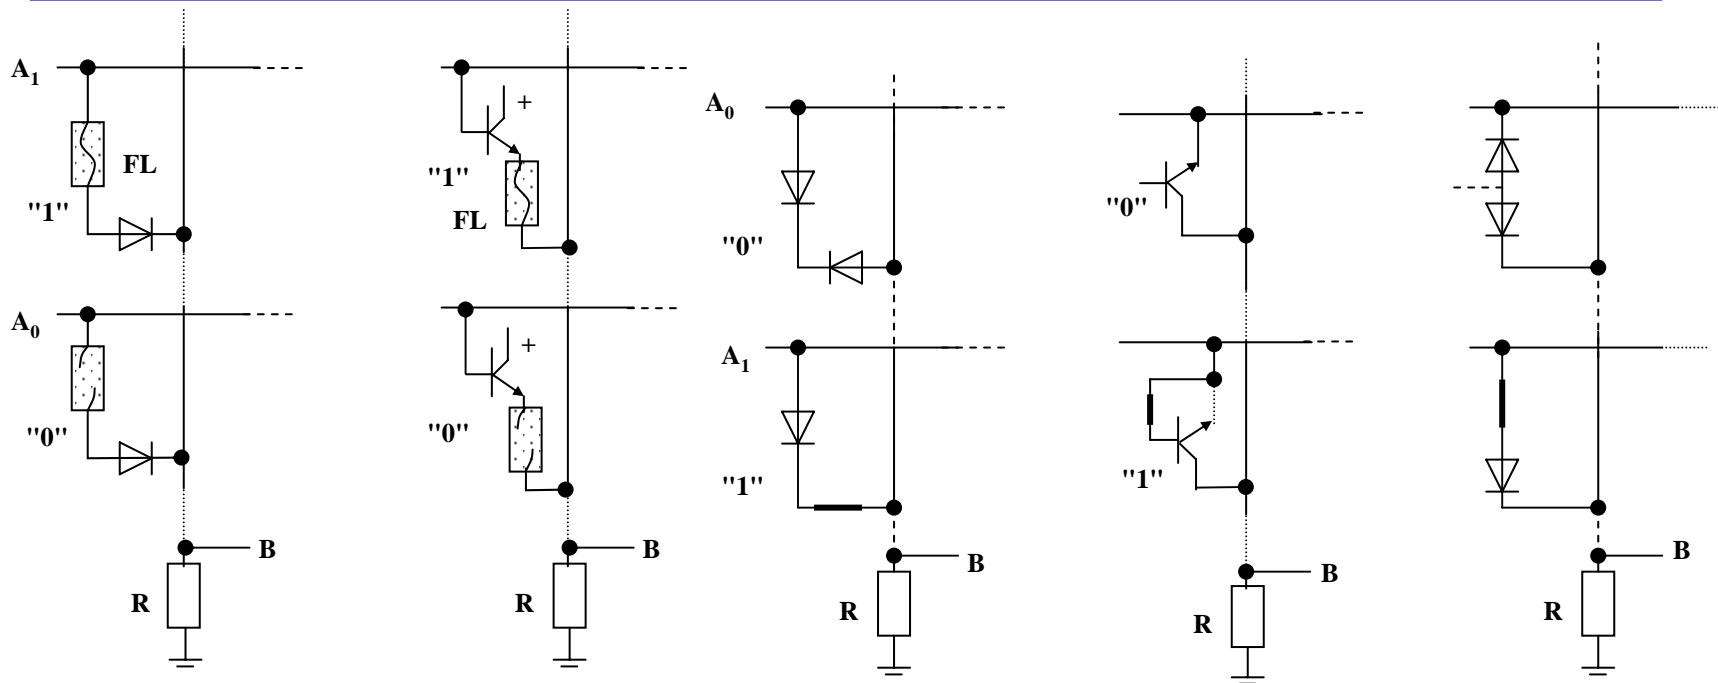 A₁
FL
"1"
A₀
"0"
B
R
+
"1"
FL
+
"0"
B
R
A₀
"0"
A₁
"1"
B
R
"0"
"1"
B
R
B
R